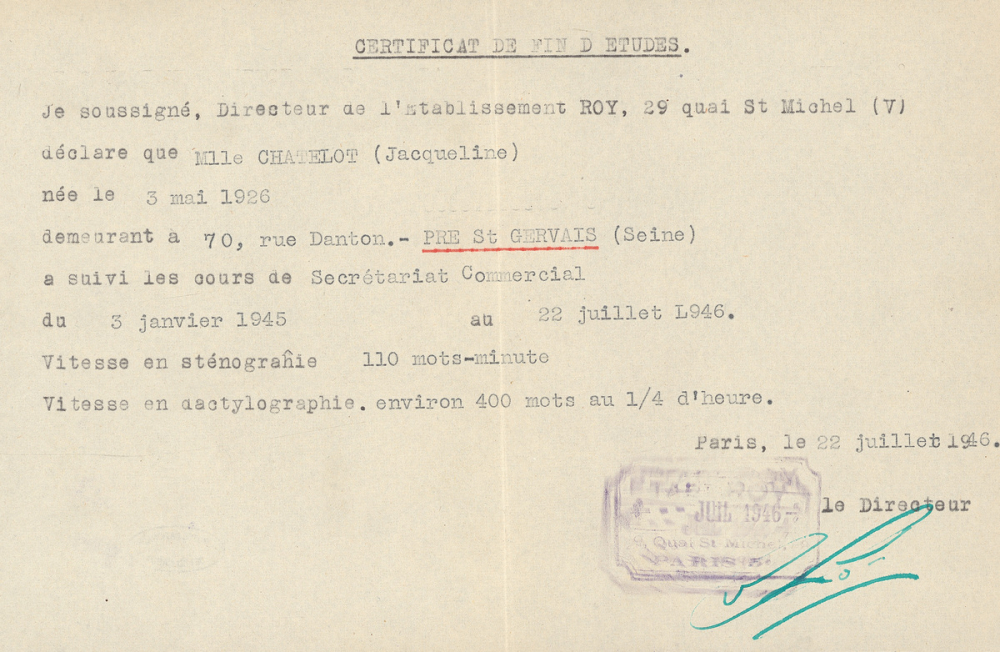 CERTIFICAT DE FIN D ETUDES.
Je soussigné, Directeur de l'Etablissement ROY, 29 quai St Michel (V)
déclare que Mlle CHATELOT (Jacqueline)
née le 3 mai 1926
demeurant à 70, rue Danton.- PRE St GERVAIS (Seine)
a suivi les cours de Secrétariat Commercial
du 3 janvier 1945 au 22 juillet L946.
Vitesse en sténograhie 110 mots-minute
Vitesse en dactylographie. environ 400 mots au 1/4 d'heure.
Paris, le 22 juillet 1946.
le Directeur
JUIL 1946
Quai St-Michel
PARIS 5